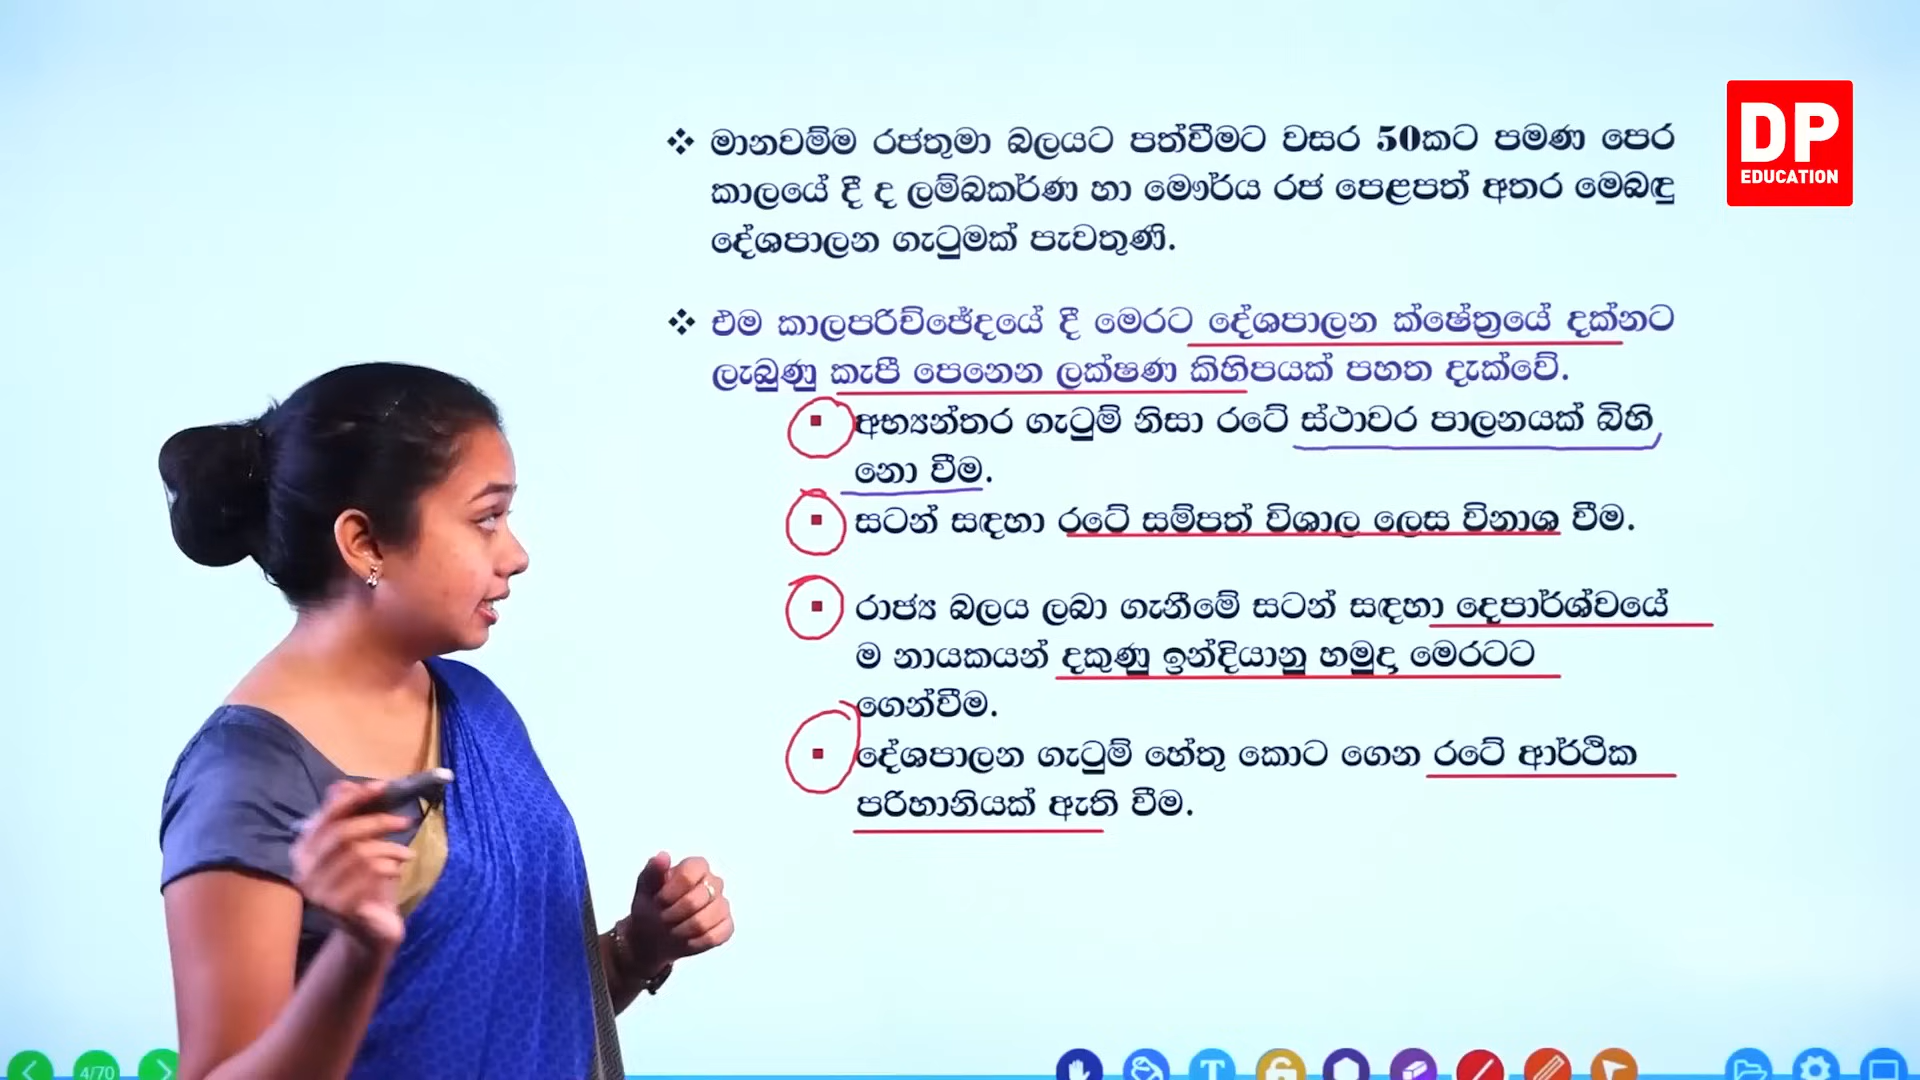 DP
EDUCATION
මානවම්ම රජතුමා බලයට පත්වීමට වසර 50කට පමණ පෙර
කාලයේ දී ද ලම්බකර්ණ හා මෞර්ය රජ පෙළපත් අතර මෙබඳු
දේශපාලන ගැටුමක් පැවතුණි.
එම කාලපරිච්ඡේදයේ දී මෙරට දේශපාලන ක්ෂේත්‍රයේ දක්නට
ලැබුණු කැපී පෙනෙන ලක්ෂණ කිහිපයක් පහත දැක්වේ.
අභ්‍යන්තර ගැටුම් නිසා රටේ ස්ථාවර පාලනයක් බිහි
නො වීම.
සටන් සඳහා රටේ සම්පත් විශාල ලෙස විනාශ වීම.
රාජ්‍ය බලය ලබා ගැනීමේ සටන් සඳහා දෙපාර්ශ්වයේ
ම නායකයන් දකුණු ඉන්දියානු හමුදා මෙරටට
ගෙන්වීම.
දේශපාලන ගැටුම් හේතු කොට ගෙන රටේ ආර්ථික
පරිහානියක් ඇති වීම.
4/70